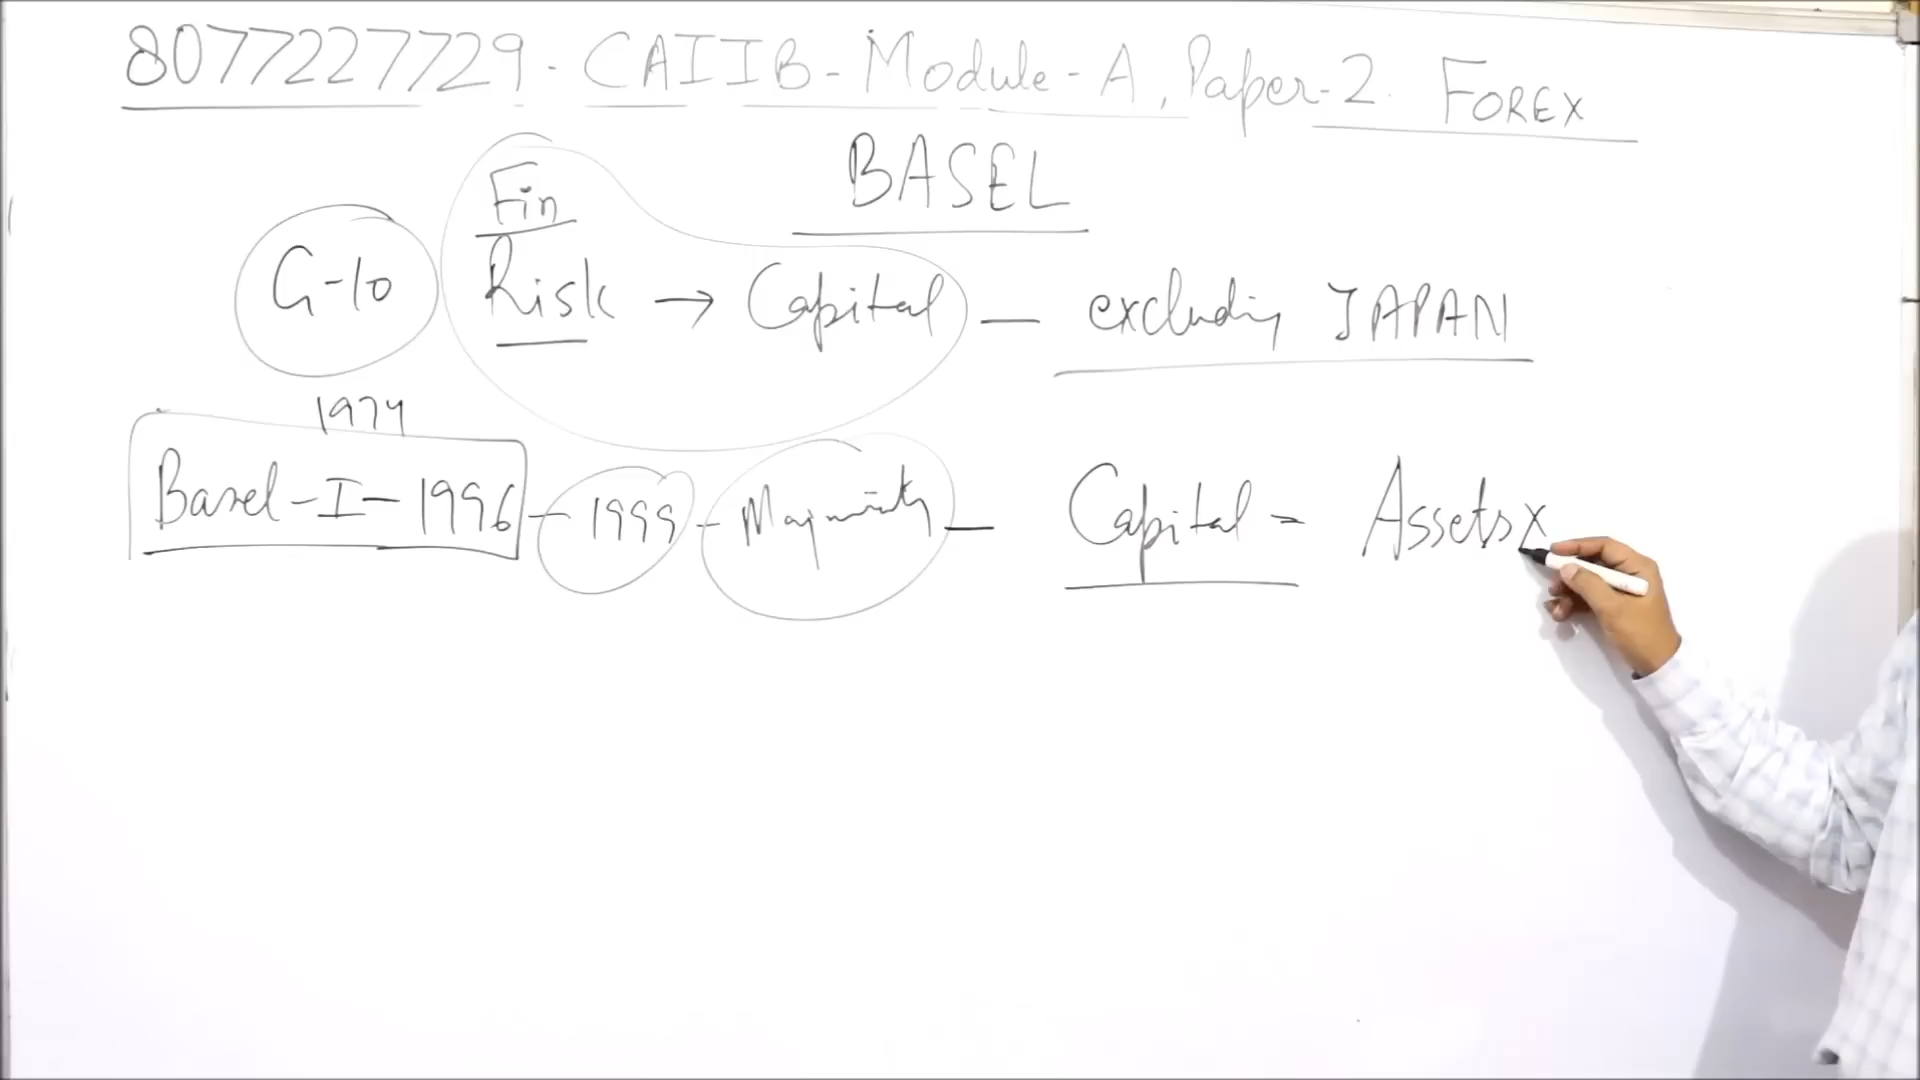 8077227729 - CAIIB - Module - A, Paper-2 FOREX
BASEL
Fin
G-10 Risk → Capital — excluding JAPAN
1974
Basel-I-1996 - 1999 - Majority - Capital = Assets x